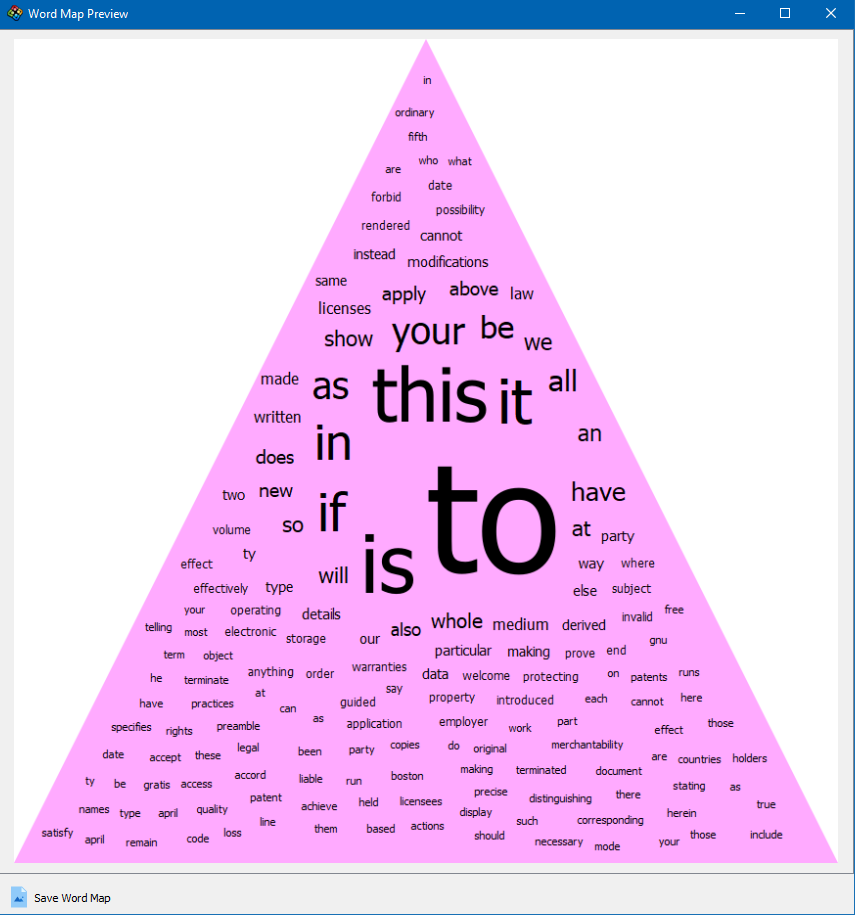 Word Map Preview
in
ordinary
fifth
who what
are
date
forbid
possibility
rendered
cannot
instead
modifications
same
apply above law
licenses
show your be we
made as this it all
written in an
does
two new if to have
volume so at party
effect ty is way where
effectively type will else subject
your operating details whole medium derived invalid free
telling most electronic storage our also gnu
term object particular making prove end
he terminate anything order warranties data welcome protecting on patents runs
have practices at can as guided say property introduced each cannot here
specifies rights preamble application employer work part effect those
date accept these legal been party copies do original merchantability are countries holders
ty be gratis access accord liable run boston making terminated document stating as
names type april quality patent achieve held licensees precise distinguishing there true
satisfy april remain code loss line them based actions display such corresponding herein
should necessary mode your those include
Save Word Map